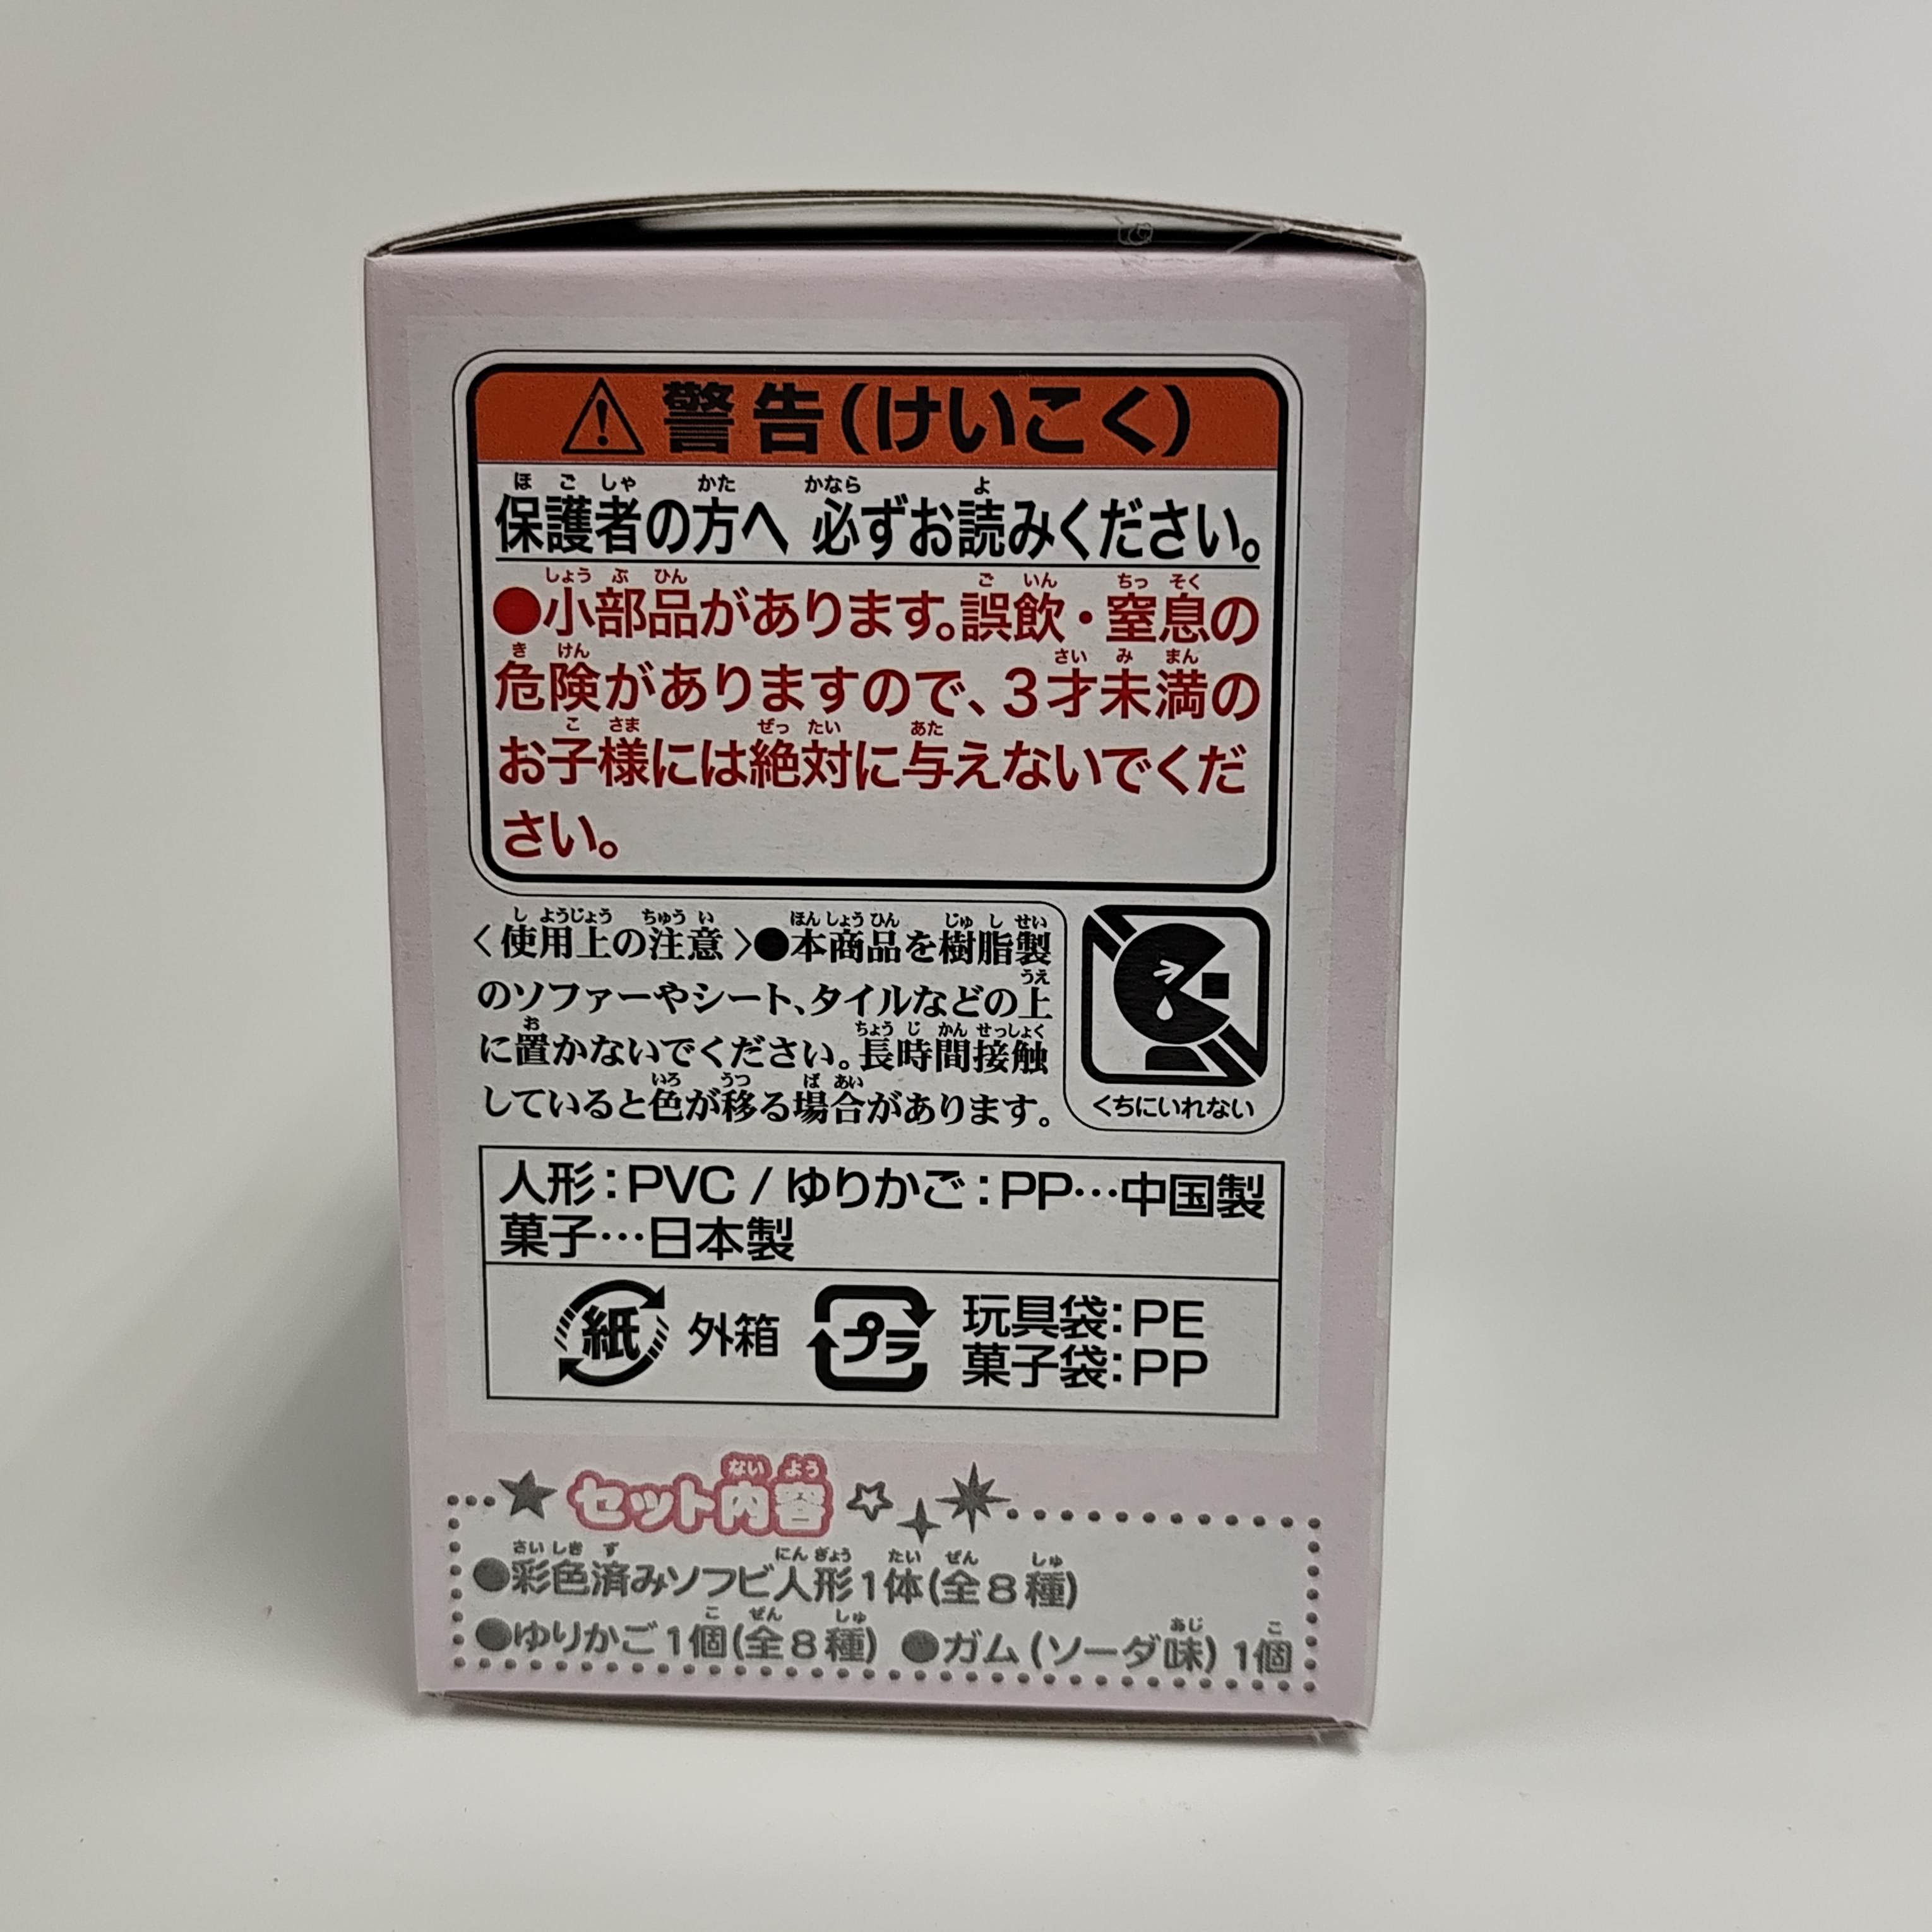 警告(けいこく)
保護者の方へ 必ずお読みください。
●小部品があります。誤飲・窒息の
危険がありますので、3才未満の
お子様には絶対に与えないでくだ
さい。
〈使用上の注意〉●本商品を樹脂製
のソファーやシート、タイルなどの上
に置かないでください。長時間接触
していると色が移る場合があります。
くちにいれない
人形：PVC / ゆりかご：PP…中国製
菓子…日本製
紙 外箱 プラ 玩具袋：PE
菓子袋：PP
セット内容
●彩色済みソフビ人形1体(全8種)
●ゆりかご1個(全8種) ●ガム(ソーダ味) 1個